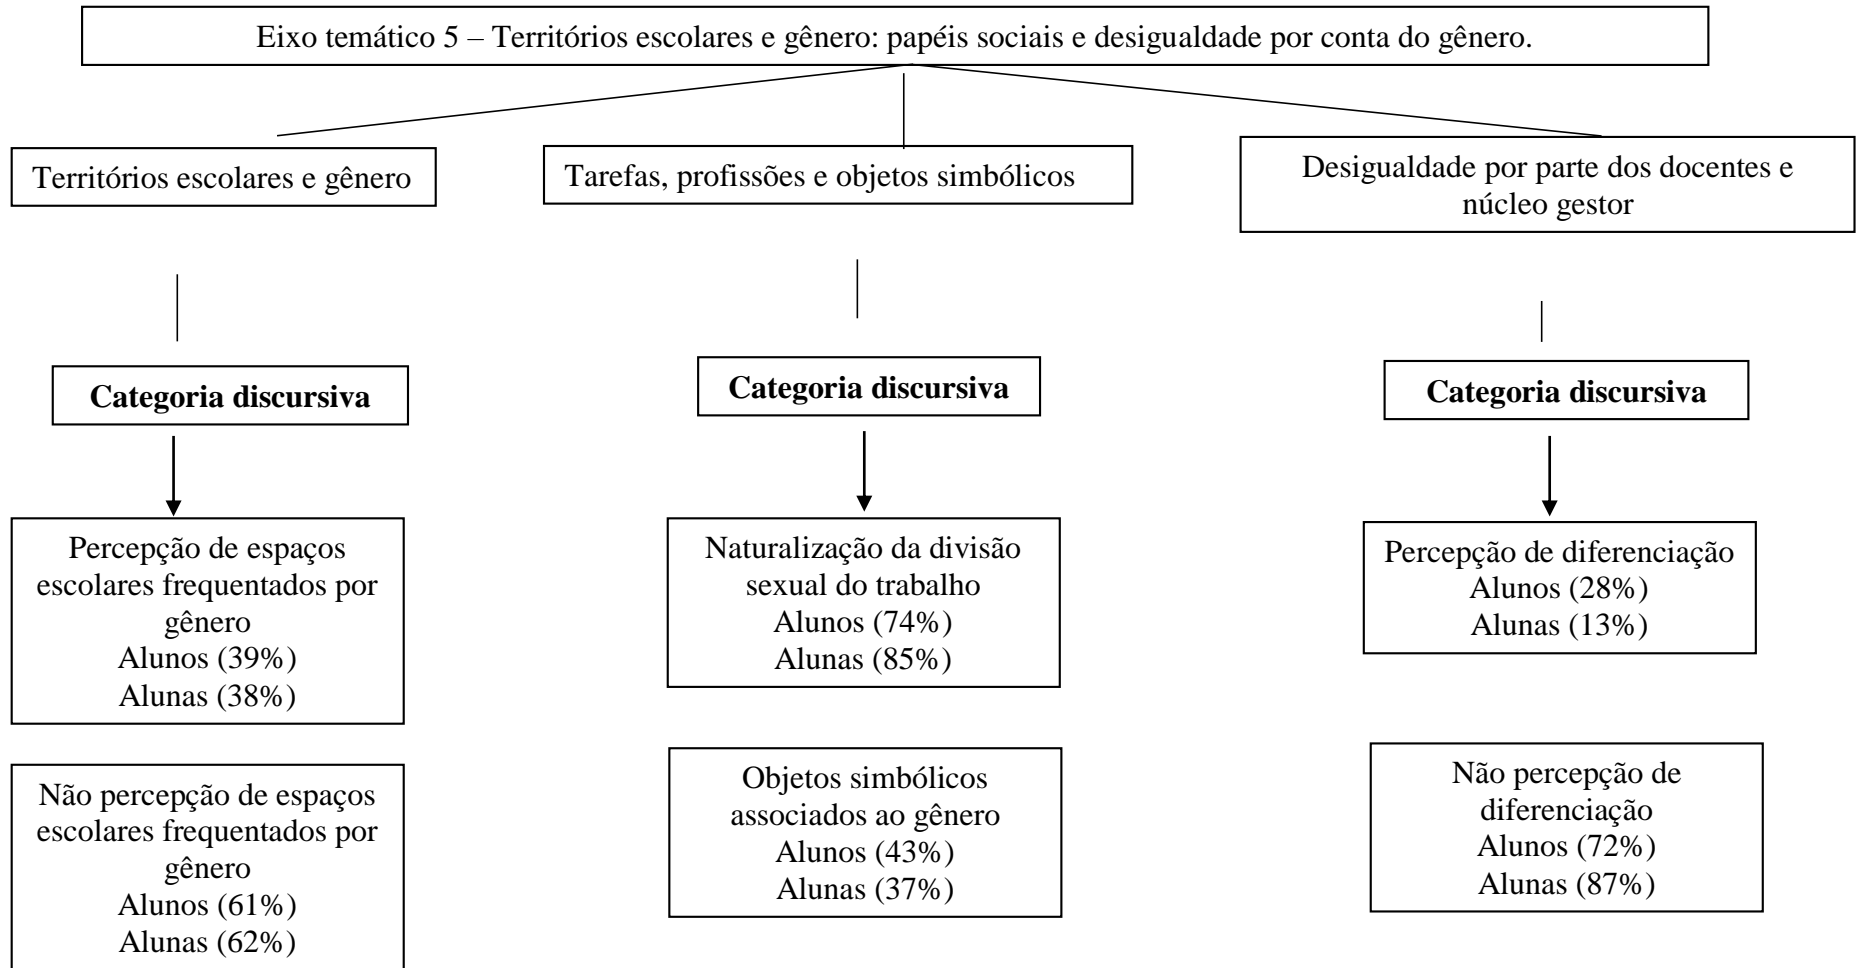 Eixo temático 5 – Territórios escolares e gênero: papéis sociais e desigualdade por conta do gênero.
Territórios escolares e gênero
Tarefas, profissões e objetos simbólicos
Desigualdade por parte dos docentes e
núcleo gestor
Categoria discursiva
Categoria discursiva
Categoria discursiva
Percepção de espaços
escolares frequentados por
gênero
Alunos (39%)
Alunas (38%)
Naturalização da divisão
sexual do trabalho
Alunos (74%)
Alunas (85%)
Percepção de diferenciação
Alunos (28%)
Alunas (13%)
Não percepção de espaços
escolares frequentados por
gênero
Alunos (61%)
Alunas (62%)
Objetos simbólicos
associados ao gênero
Alunos (43%)
Alunas (37%)
Não percepção de
diferenciação
Alunos (72%)
Alunas (87%)